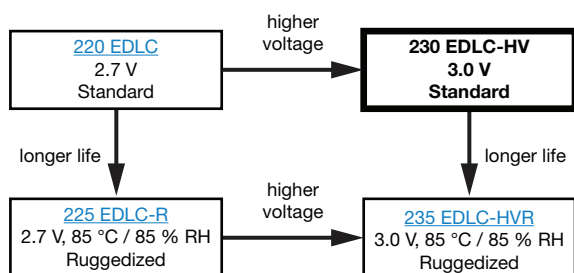 220 EDLC
2.7 V
Standard
higher
voltage
230 EDLC-HV
3.0 V
Standard
longer life
longer life
225 EDLC-R
2.7 V, 85 °C / 85 % RH
Ruggedized
higher
voltage
235 EDLC-HVR
3.0 V, 85 °C / 85 % RH
Ruggedized